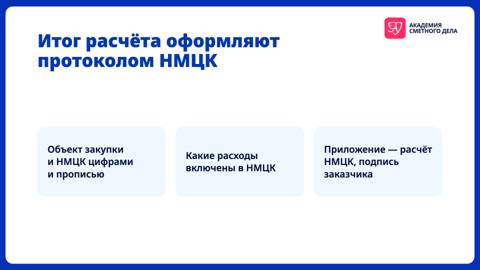 АКАДЕМИЯ
СМЕТНОГО ДЕЛА
Итог расчёта оформляют
протоколом НМЦК
Объект закупки
и НМЦК цифрами
и прописью
Какие расходы
включены в НМЦК
Приложение — расчёт
НМЦК, подпись
заказчика